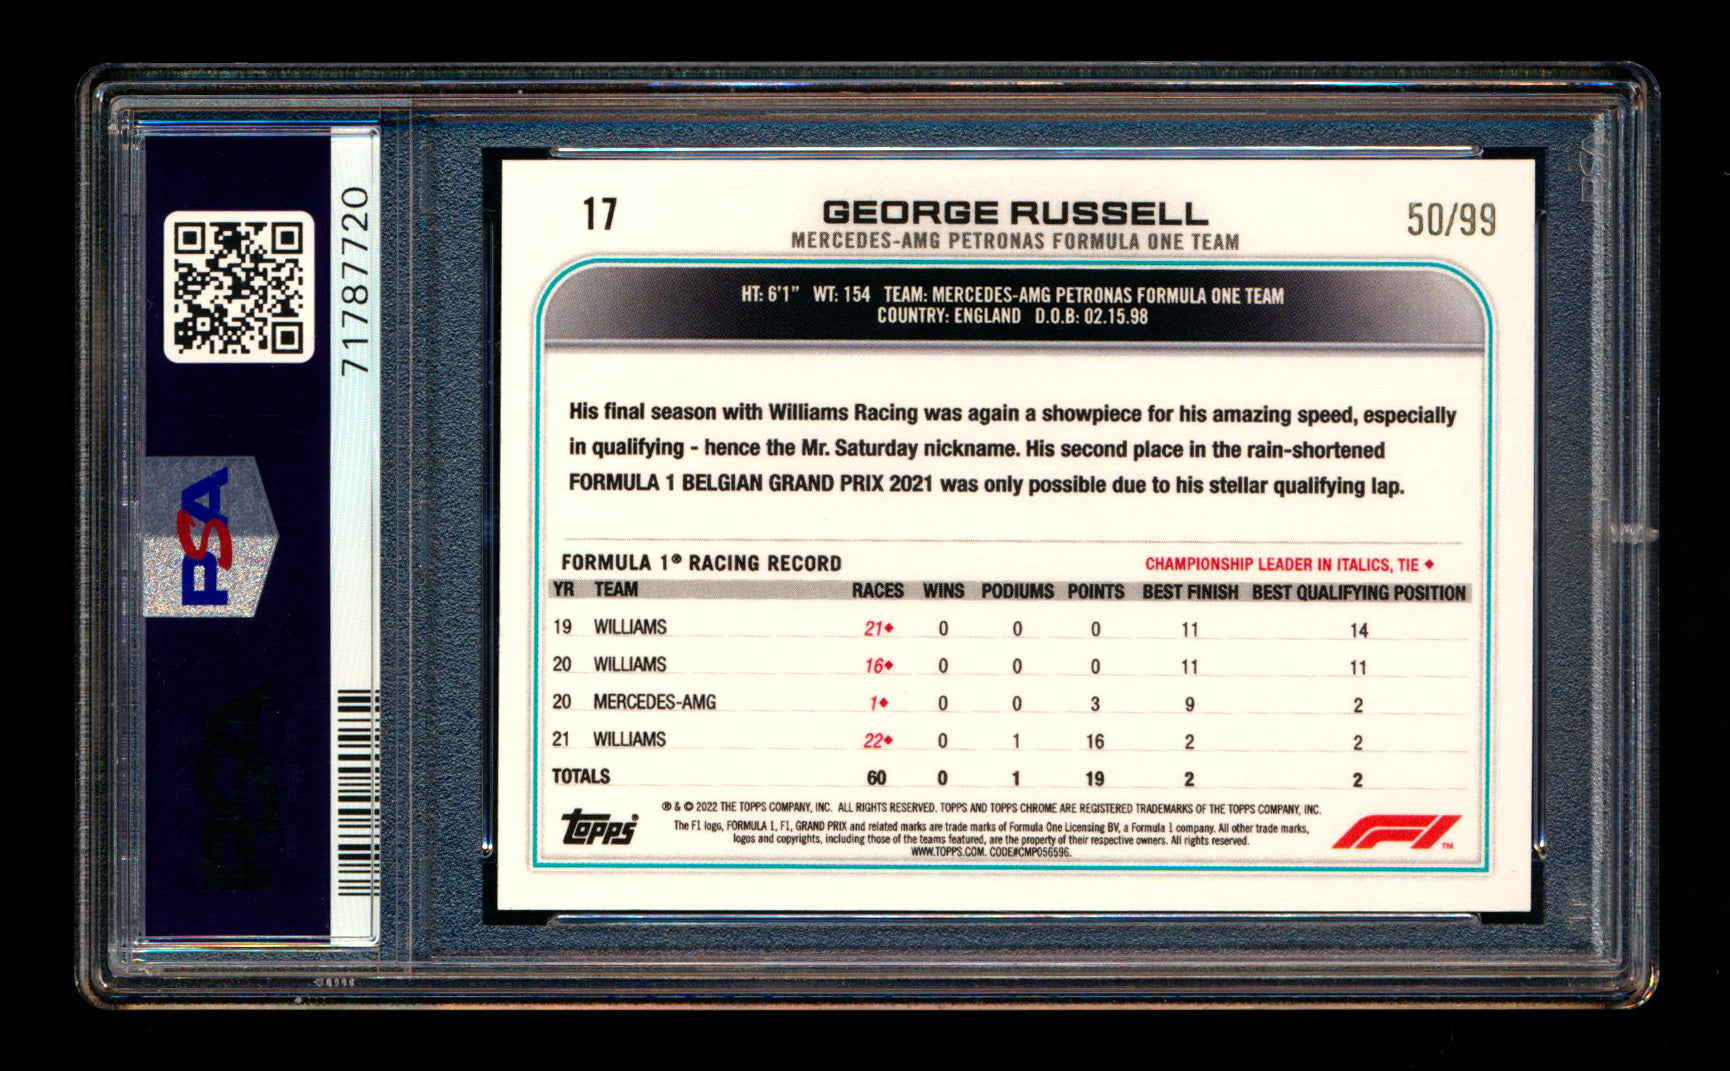 71787720
PSA
PSA
17
GEORGE RUSSELL
50/99
MERCEDES-AMG PETRONAS FORMULA ONE TEAM
HT: 6'1" WT: 154 TEAM: MERCEDES-AMG PETRONAS FORMULA ONE TEAM
COUNTRY: ENGLAND D.O.B: 02.15.98
His final season with Williams Racing was again a showpiece for his amazing speed, especially
in qualifying - hence the Mr. Saturday nickname. His second place in the rain-shortened
FORMULA 1 BELGIAN GRAND PRIX 2021 was only possible due to his stellar qualifying lap.
FORMULA 1® RACING RECORD
CHAMPIONSHIP LEADER IN ITALICS, TIE ◆
YR TEAM RACES WINS PODIUMS POINTS BEST FINISH BEST QUALIFYING POSITION
19 WILLIAMS 21◆ 0 0 0 11 14
20 WILLIAMS 16◆ 0 0 0 11 11
20 MERCEDES-AMG 1◆ 0 0 3 9 2
21 WILLIAMS 22◆ 0 1 16 2 2
TOTALS 60 0 1 19 2 2
® & © 2022 THE TOPPS COMPANY, INC. ALL RIGHTS RESERVED. TOPPS AND TOPPS CHROME ARE REGISTERED TRADEMARKS OF THE TOPPS COMPANY, INC.
The F1 logo, FORMULA 1, F1, GRAND PRIX and related marks are trade marks of Formula One Licensing BV, a Formula 1 company. All other trade marks,
logos and copyrights, including those of the teams featured, are the property of their respective owners. All rights reserved.
WWW.TOPPS.COM. CODE#CMP056596.
topps
F1
TM